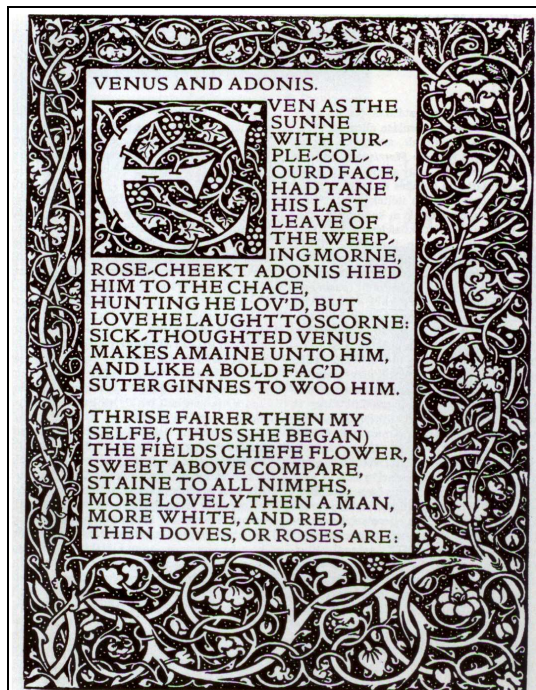 VENUS AND ADONIS.
EVEN AS THE
SUNNE
WITH PUR-
PLE-COL-
OURD FACE,
HAD TANE
HIS LAST
LEAVE OF
THE WEEP-
ING MORNE,
ROSE-CHEEKT ADONIS HIED
HIM TO THE CHACE,
HUNTING HE LOV'D, BUT
LOVE HE LAUGHT TO SCORNE:
SICK-THOUGHTED VENUS
MAKES AMAINE UNTO HIM,
AND LIKE A BOLD FAC'D
SUTER GINNES TO WOO HIM.
THRISE FAIRER THEN MY
SELFE, (THUS SHE BEGAN)
THE FIELDS CHIEFE FLOWER,
SWEET ABOVE COMPARE,
STAINE TO ALL NIMPHS,
MORE LOVELY THEN A MAN,
MORE WHITE, AND RED,
THEN DOVES, OR ROSES ARE: